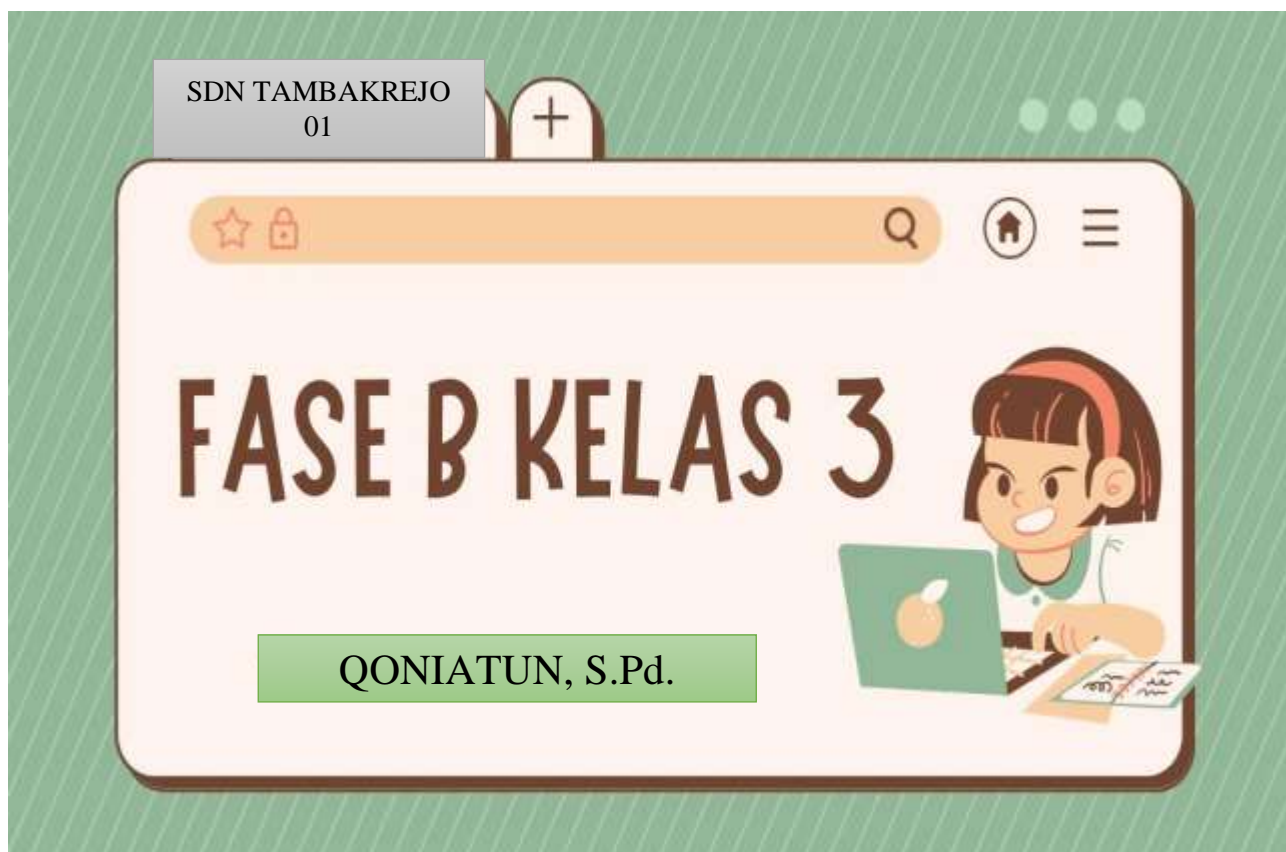 SDN TAMBAKREJO
01
FASE B KELAS 3
QONIATUN, S.Pd.